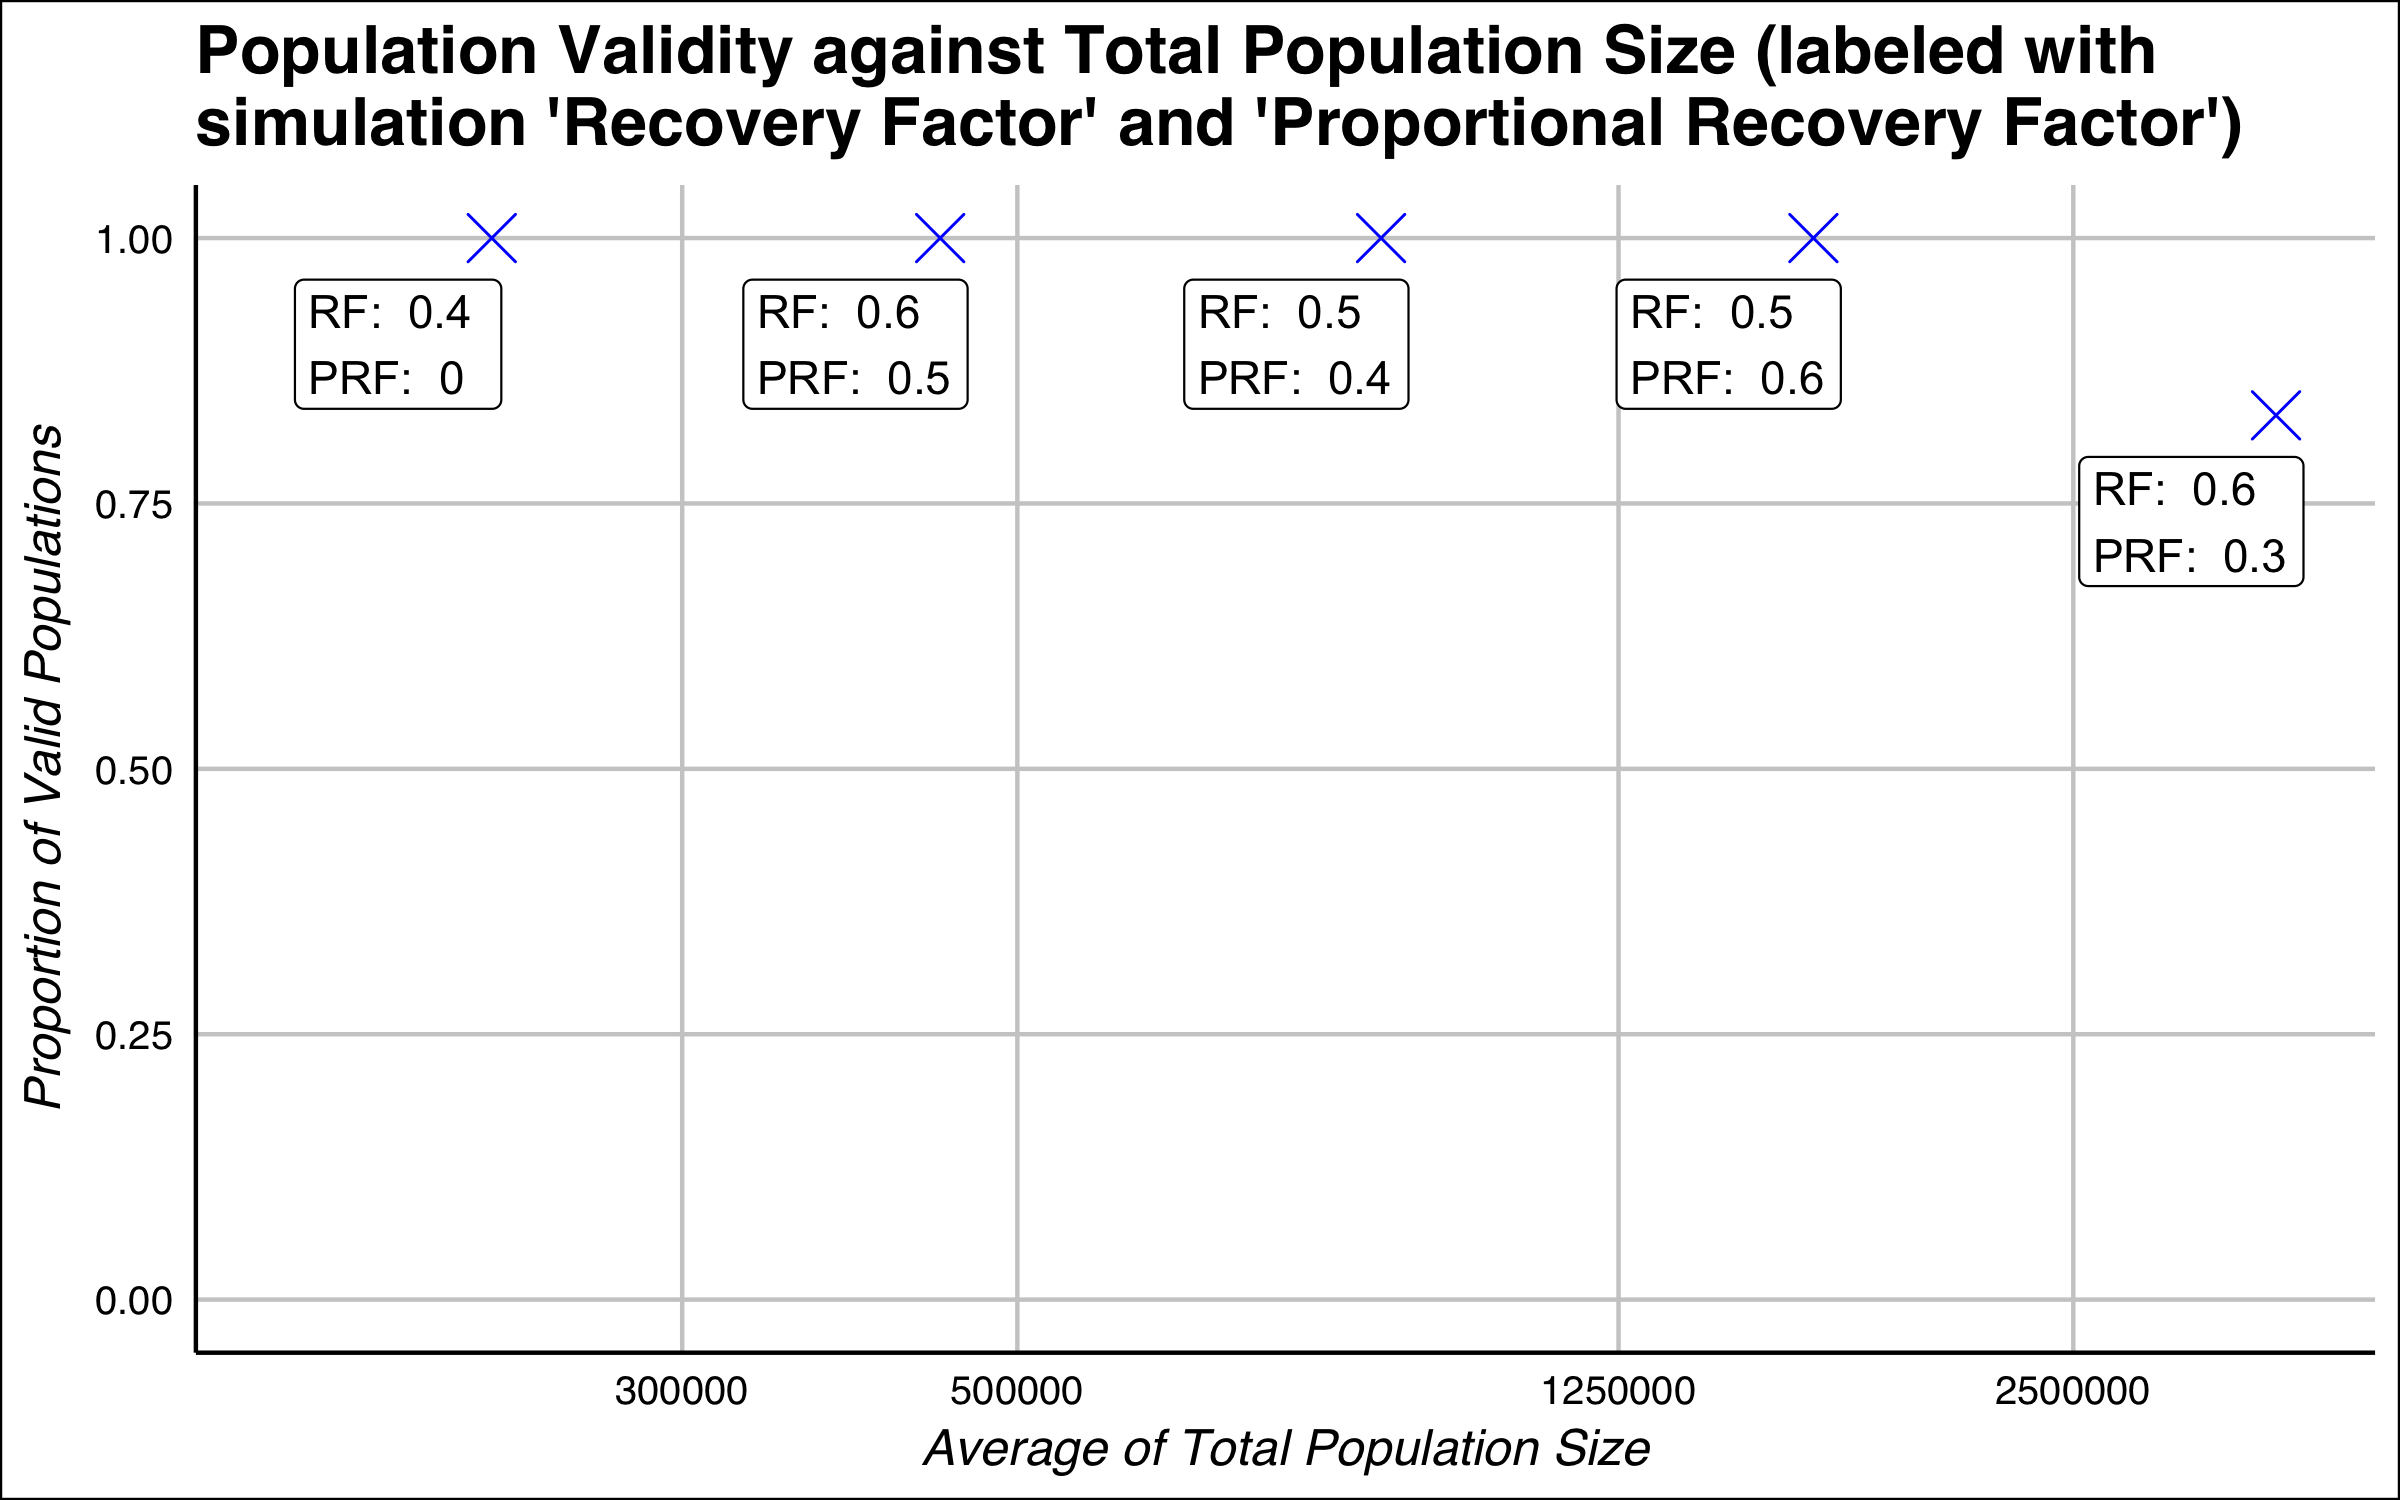 Population Validity against Total Population Size (labeled with
simulation 'Recovery Factor' and 'Proportional Recovery Factor')
Proportion of Valid Populations
1.00
0.75
0.50
0.25
0.00
RF:  0.4
PRF:  0
RF:  0.6
PRF:  0.5
RF:  0.5
PRF:  0.4
RF:  0.5
PRF:  0.6
RF:  0.6
PRF:  0.3
300000
500000
1250000
2500000
Average of Total Population Size